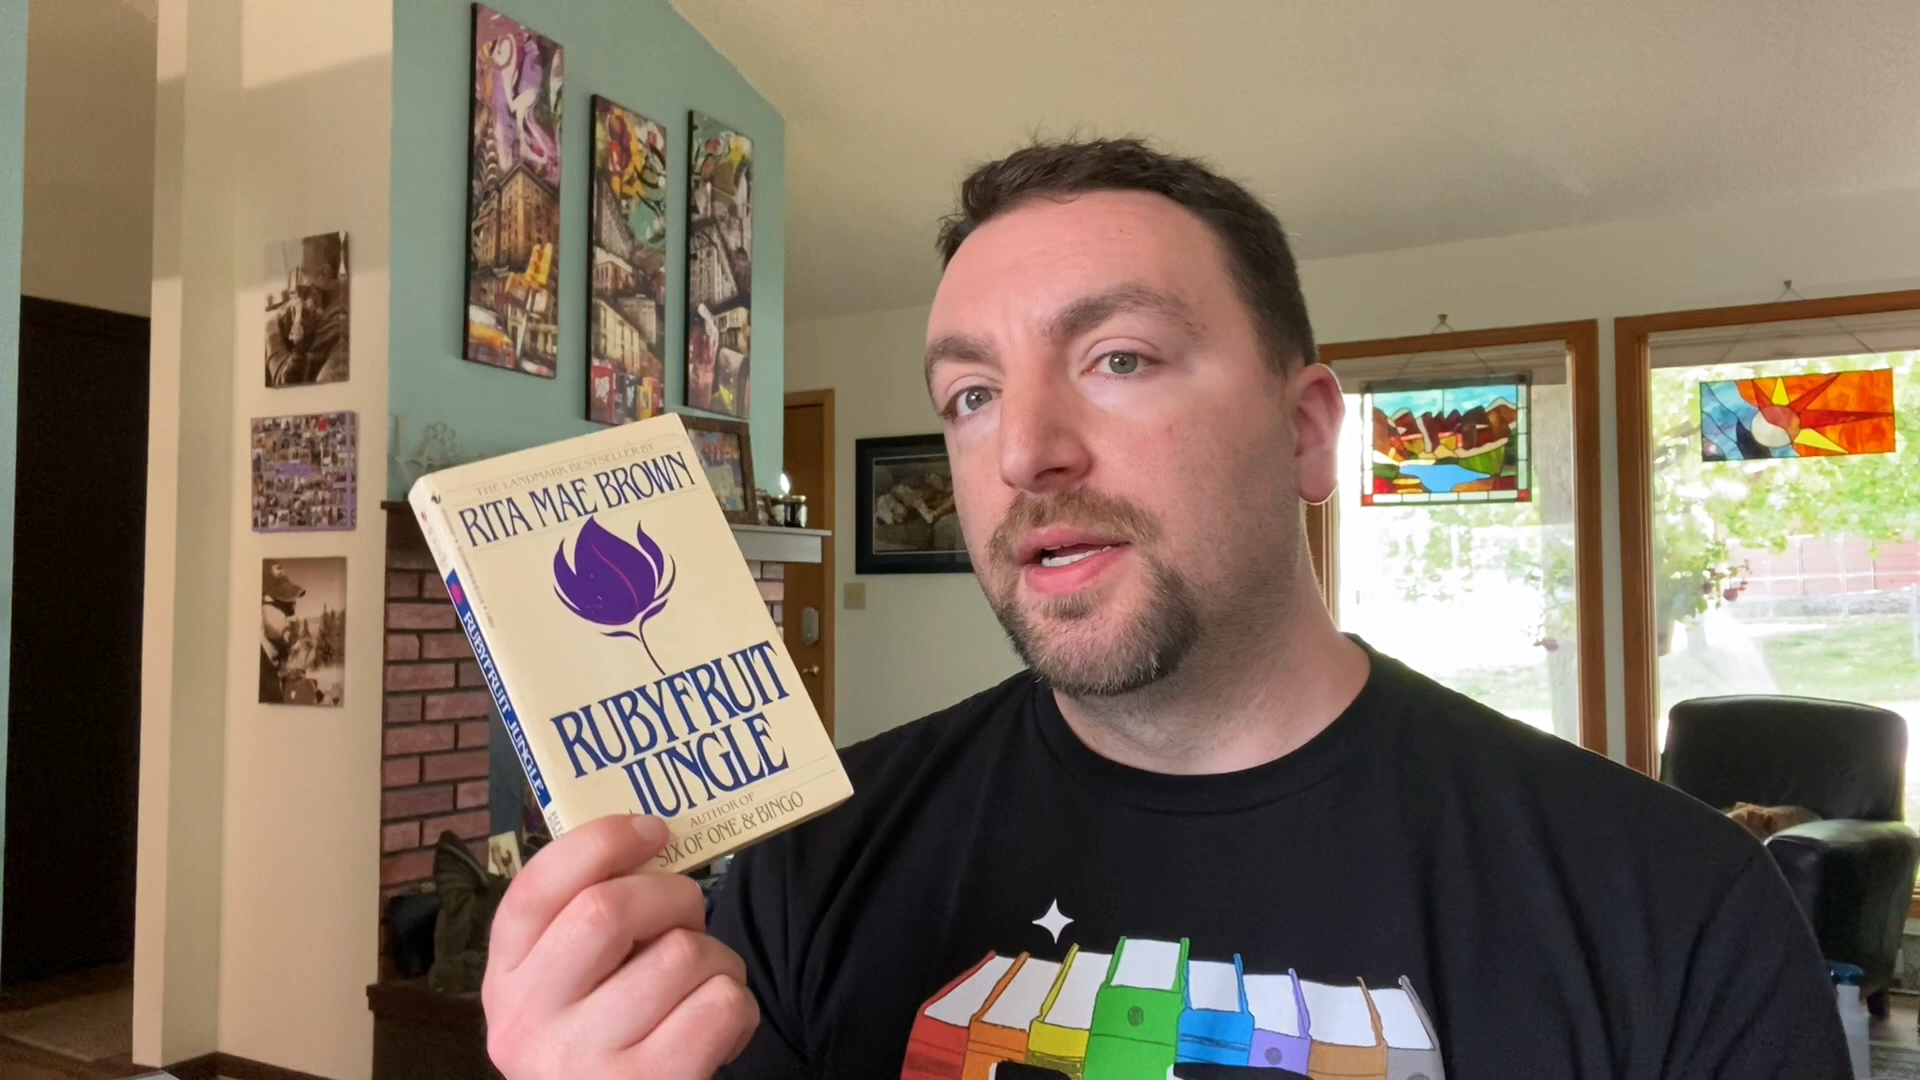 THE LANDMARK BESTSELLER BY
RITA MAE BROWN
RUBYFRUIT
JUNGLE
AUTHOR OF
SIX OF ONE & BINGO
RUBYFRUIT JUNGLE